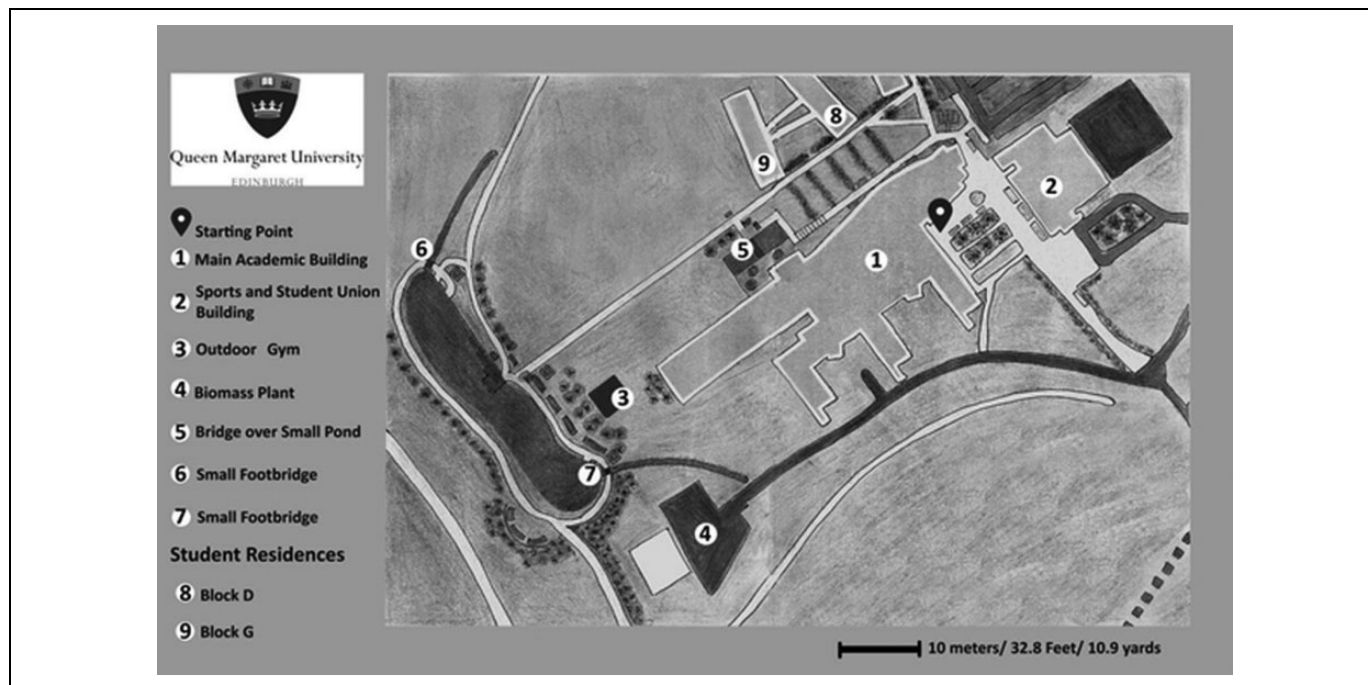 Queen Margaret University
EDINBURGH
Starting Point
1 Main Academic Building
2 Sports and Student Union
Building
3 Outdoor Gym
4 Biomass Plant
5 Bridge over Small Pond
6 Small Footbridge
7 Small Footbridge
Student Residences
8 Block D
9 Block G
8
9
2
5
1
6
3
7
4
10 meters/ 32.8 Feet/ 10.9 yards